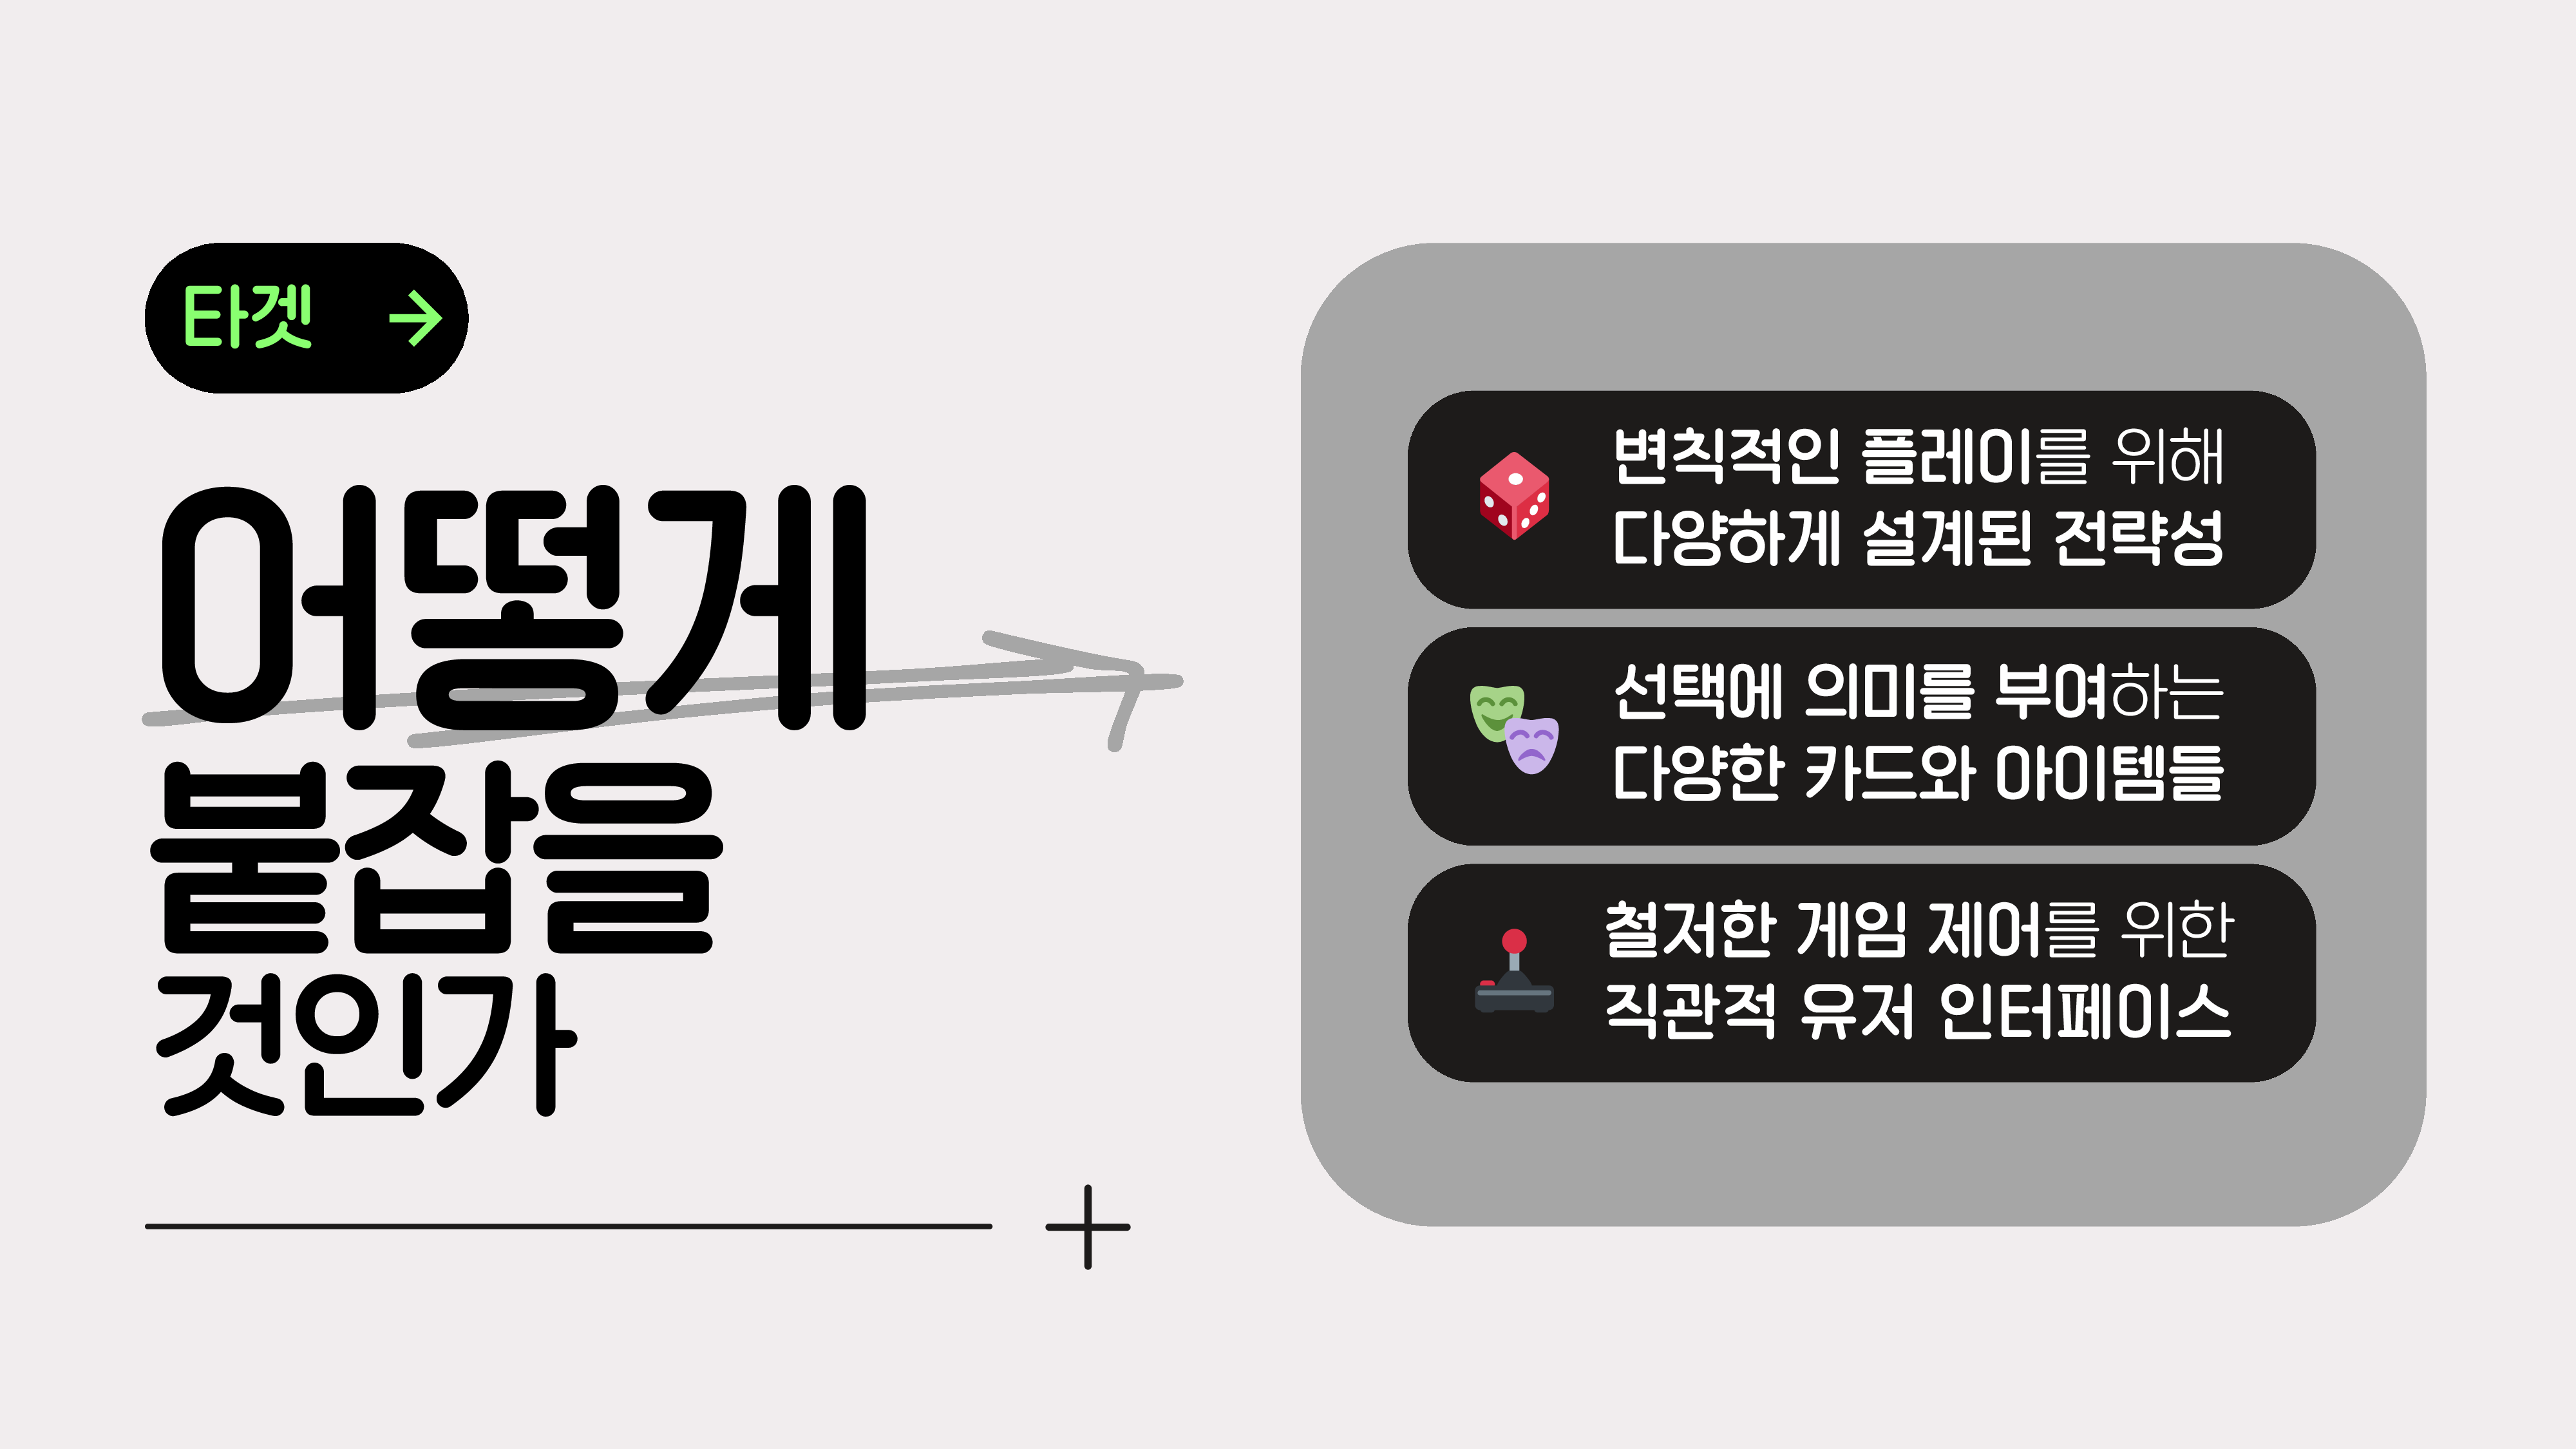 타겟
어떻게
붙잡을
것인가
변칙적인 플레이를 위해
다양하게 설계된 전략성
선택에 의미를 부여하는
다양한 카드와 아이템들
철저한 게임 제어를 위한
직관적 유저 인터페이스